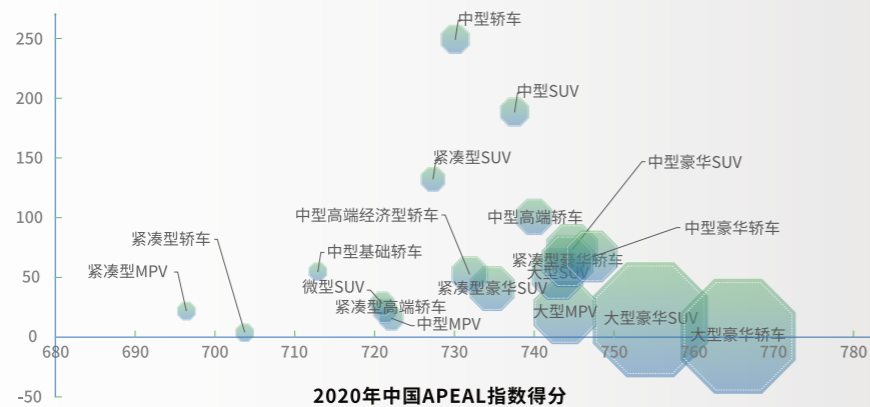 中型轿车
250
200
中型SUV
150
紧凑型SUV
中型豪华SUV
100
中型高端经济型轿车
中型高端轿车
中型豪华轿车
紧凑型轿车
中型基础轿车
紧凑型豪华轿车
紧凑型MPV
大型SUV
50
微型SUV
紧凑型豪华SUV
紧凑型高端轿车
大型MPV
大型豪华SUV
中型MPV
大型豪华轿车
0
680 690 700 710 720 730 740 750 760 770 780
-50
2020年中国APEAL指数得分